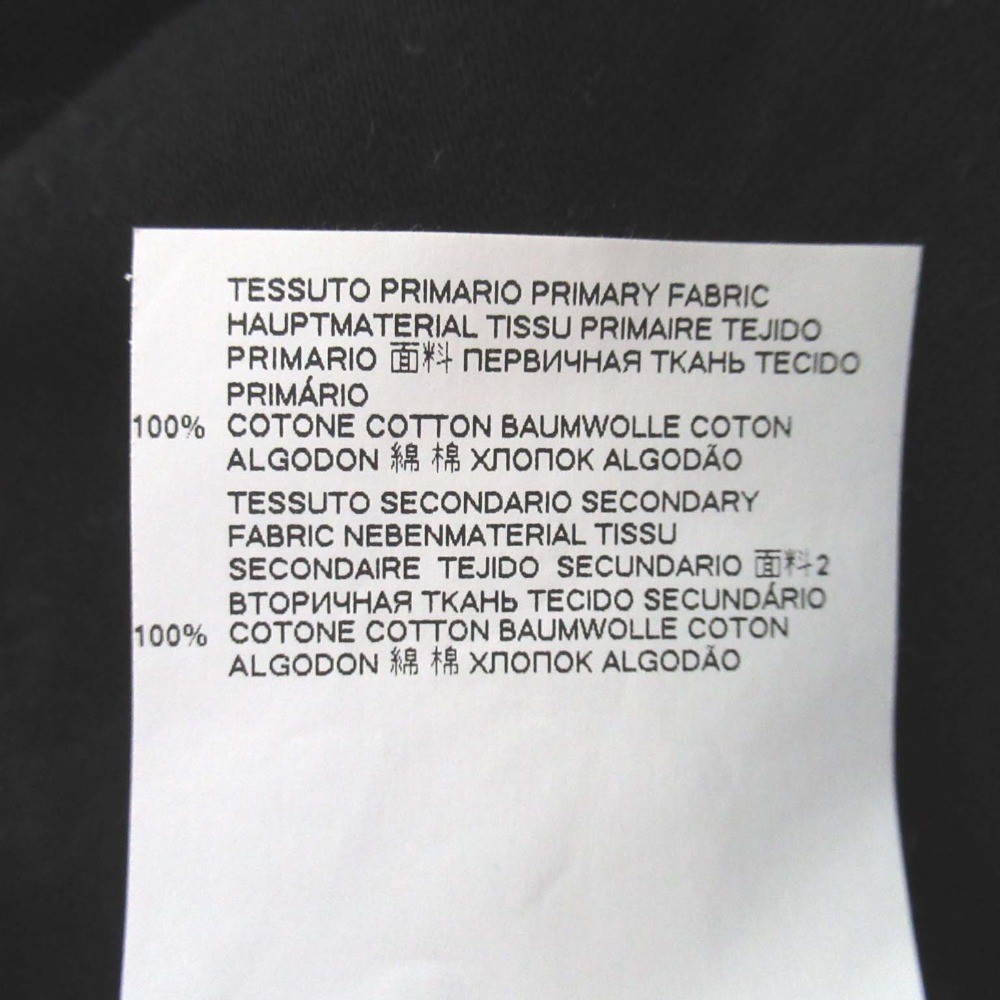 TESSUTO PRIMARIO PRIMARY FABRIC
HAUPTMATERIAL TISSU PRIMAIRE TEJIDO
PRIMARIO 面料 ПЕРВИЧНАЯ ТКАНЬ TECIDO
PRIMÁRIO
100% COTONE COTTON BAUMWOLLE COTON
ALGODON 綿 棉 ХЛОПОК ALGODÃO
TESSUTO SECONDARIO SECONDARY
FABRIC NEBENMATERIAL TISSU
SECONDAIRE TEJIDO SECUNDARIO 面料2
ВТОРИЧНАЯ ТКАНЬ TECIDO SECUNDÁRIO
100% COTONE COTTON BAUMWOLLE COTON
ALGODON 綿 棉 ХЛОПОК ALGODÃO